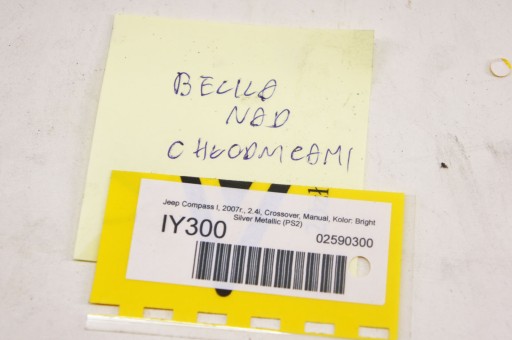 BELKA
NAD
CHŁODNICAMI
Jeep Compass I, 2007r., 2.4i, Crossover, Manual, Kolor: Bright
Silver Metallic (PS2)
IY300
02590300